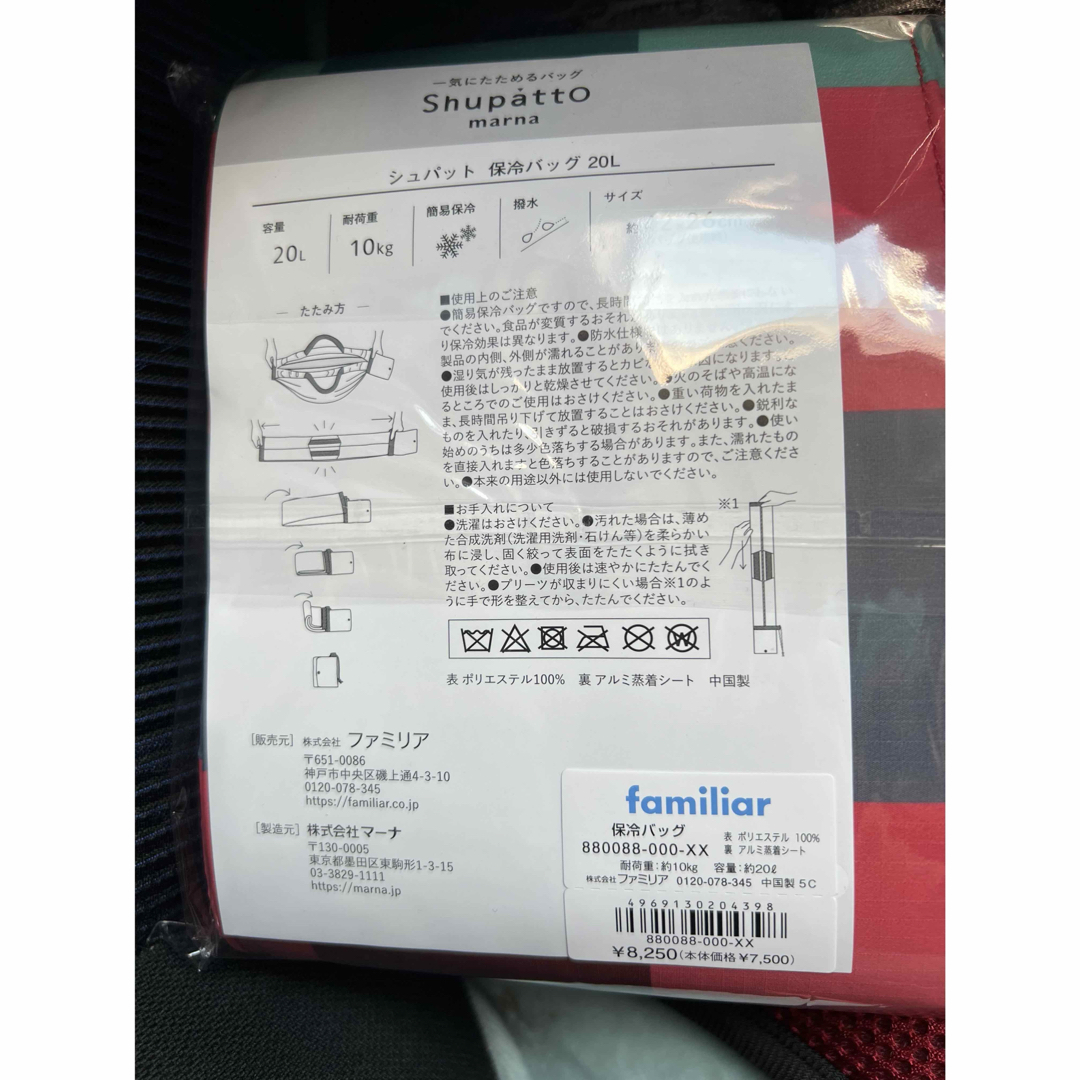 一気にたためるバッグ
Shupatto
marna
シュパット 保冷バッグ 20L
容量
20L
耐荷重
10kg
簡易保冷
撥水
サイズ
約
たたみ方
■使用上のご注意
●簡易保冷バッグですので、長時間
でください。食品が変質するおそれ
り保冷効果は異なります。●防水仕様 ください。
製品の内側、外側が濡れることがあり 因になります。
●湿り気が残ったまま放置するとカビ
使用後はしっかりと乾燥させてください。●火のそばや高温にな
るところでのご使用はおさけください。●重い荷物を入れたま
ま、長時間吊り下げて放置することはおさけください。●鋭利な
ものを入れたり、引きずると破損するおそれがあります。●使い
始めのうちは多少色落ちする場合があります。また、濡れたもの
を直接入れますと色落ちすることがありますので、ご注意くださ
い。●本来の用途以外には使用しないでください。
■お手入れについて
●洗濯はおさけください。●汚れた場合は、薄め
た合成洗剤(洗濯用洗剤・石けん等)を柔らかい
布に浸し、固く絞って表面をたたくように拭き
取ってください。●使用後は速やかにたたんでく
ださい。●プリーツが収まりにくい場合※1のよ
うに手で形を整えてから、たたんでください。
※1
表 ポリエステル100% 裏 アルミ蒸着シート 中国製
[販売元] 株式会社 ファミリア
〒651-0086
神戸市中央区磯上通4-3-10
0120-078-345
https://familiar.co.jp
[製造元] 株式会社マーナ
〒130-0005
東京都墨田区東駒形1-3-15
03-3829-1111
https://marna.jp
familiar
保冷バッグ
880088-000-XX
表 ポリエステル 100%
裏 アルミ蒸着シート
耐荷重:約10kg 容量:約20ℓ
株式会社ファミリア 0120-078-345 中国製 5C
4969130204398
880088-000-XX
¥8,250(本体価格¥7,500)